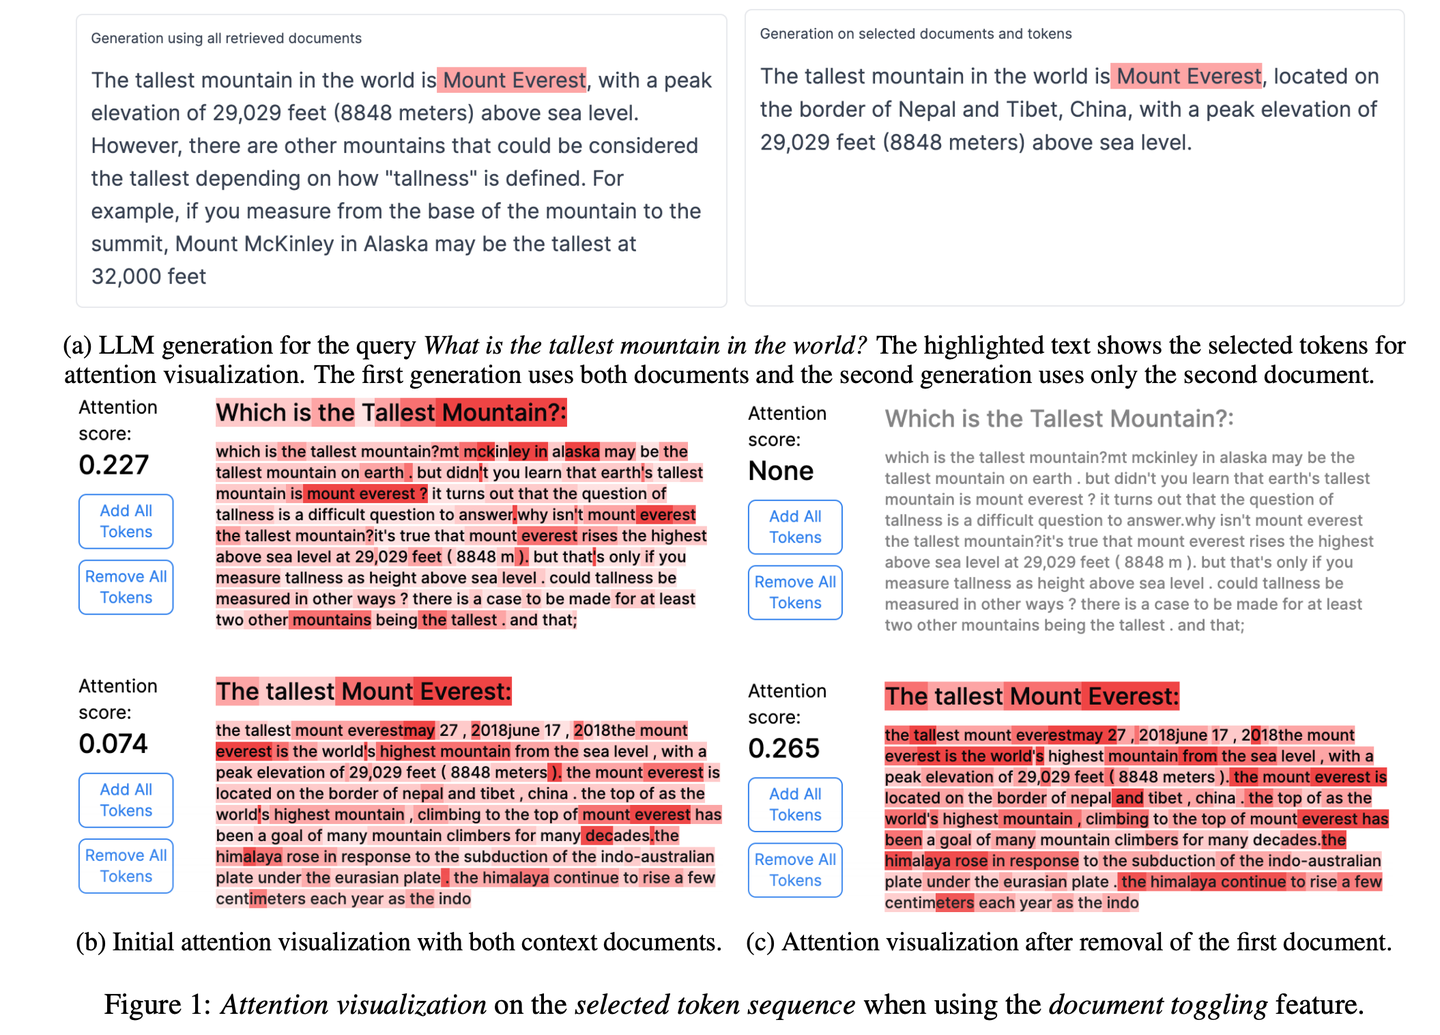 Generation using all retrieved documents
The tallest mountain in the world is Mount Everest, with a peak
elevation of 29,029 feet (8848 meters) above sea level.
However, there are other mountains that could be considered
the tallest depending on how "tallness" is defined. For
example, if you measure from the base of the mountain to the
summit, Mount McKinley in Alaska may be the tallest at
32,000 feet
Generation on selected documents and tokens
The tallest mountain in the world is Mount Everest, located on
the border of Nepal and Tibet, China, with a peak elevation of
29,029 feet (8848 meters) above sea level.
(a) LLM generation for the query What is the tallest mountain in the world? The highlighted text shows the selected tokens for
attention visualization. The first generation uses both documents and the second generation uses only the second document.
Attention
score:
0.227
Add All
Tokens
Remove All
Tokens
Which is the Tallest Mountain?:
which is the tallest mountain?mt mckinley in alaska may be the
tallest mountain on earth . but didn't you learn that earth's tallest
mountain is mount everest ? it turns out that the question of
tallness is a difficult question to answer.why isn't mount everest
the tallest mountain?it's true that mount everest rises the highest
above sea level at 29,029 feet ( 8848 m ). but that's only if you
measure tallness as height above sea level . could tallness be
measured in other ways ? there is a case to be made for at least
two other mountains being the tallest . and that;
Attention
score:
0.074
Add All
Tokens
Remove All
Tokens
The tallest Mount Everest:
the tallest mount everestmay 27 , 2018june 17 , 2018the mount
everest is the world's highest mountain from the sea level , with a
peak elevation of 29,029 feet ( 8848 meters ). the mount everest is
located on the border of nepal and tibet , china . the top of as the
world's highest mountain , climbing to the top of mount everest has
been a goal of many mountain climbers for many decades.the
himalaya rose in response to the subduction of the indo-australian
plate under the eurasian plate . the himalaya continue to rise a few
centimeters each year as the indo
(b) Initial attention visualization with both context documents.
Attention
score:
None
Add All
Tokens
Remove All
Tokens
Which is the Tallest Mountain?:
which is the tallest mountain?mt mckinley in alaska may be the
tallest mountain on earth . but didn't you learn that earth's tallest
mountain is mount everest ? it turns out that the question of
tallness is a difficult question to answer.why isn't mount everest
the tallest mountain?it's true that mount everest rises the highest
above sea level at 29,029 feet ( 8848 m ). but that's only if you
measure tallness as height above sea level . could tallness be
measured in other ways ? there is a case to be made for at least
two other mountains being the tallest . and that;
Attention
score:
0.265
Add All
Tokens
Remove All
Tokens
The tallest Mount Everest:
the tallest mount everestmay 27 , 2018june 17 , 2018the mount
everest is the world's highest mountain from the sea level , with a
peak elevation of 29,029 feet ( 8848 meters ). the mount everest is
located on the border of nepal and tibet , china . the top of as the
world's highest mountain , climbing to the top of mount everest has
been a goal of many mountain climbers for many decades.the
himalaya rose in response to the subduction of the indo-australian
plate under the eurasian plate . the himalaya continue to rise a few
centimeters each year as the indo
(c) Attention visualization after removal of the first document.
Figure 1: Attention visualization on the selected token sequence when using the document toggling feature.